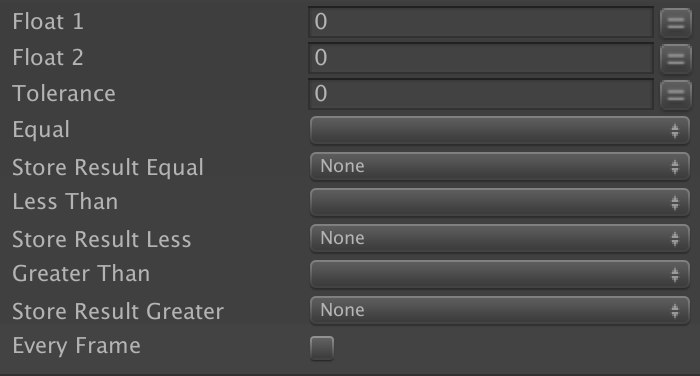 Float 1 0
Float 2 0
Tolerance 0
Equal
Store Result Equal None
Less Than
Store Result Less None
Greater Than
Store Result Greater None
Every Frame